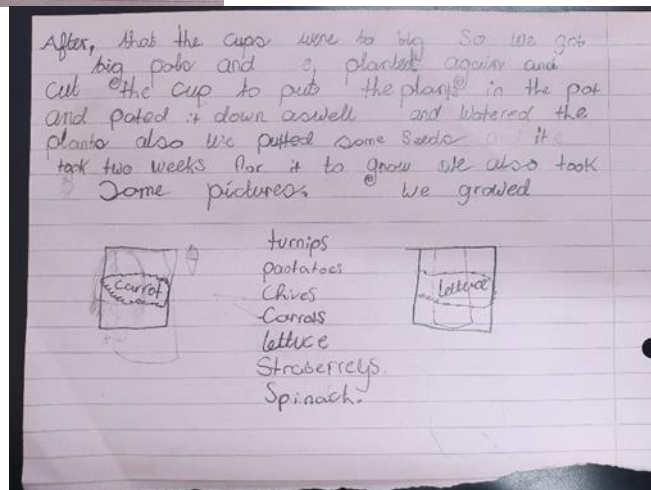 After, that the cups were to big So we got
big pots and e, planted again and
cut the cup to put the plant in the pot
and pated it down aswell and watered the
plants also we putted some Seeds and it
took two weeks for it to grow we also took
Some pictures. We growed
turnips
paotatoes
Chives
Carrots
lettuce
Stroberreys.
Spinach.
Carrot
lettuce